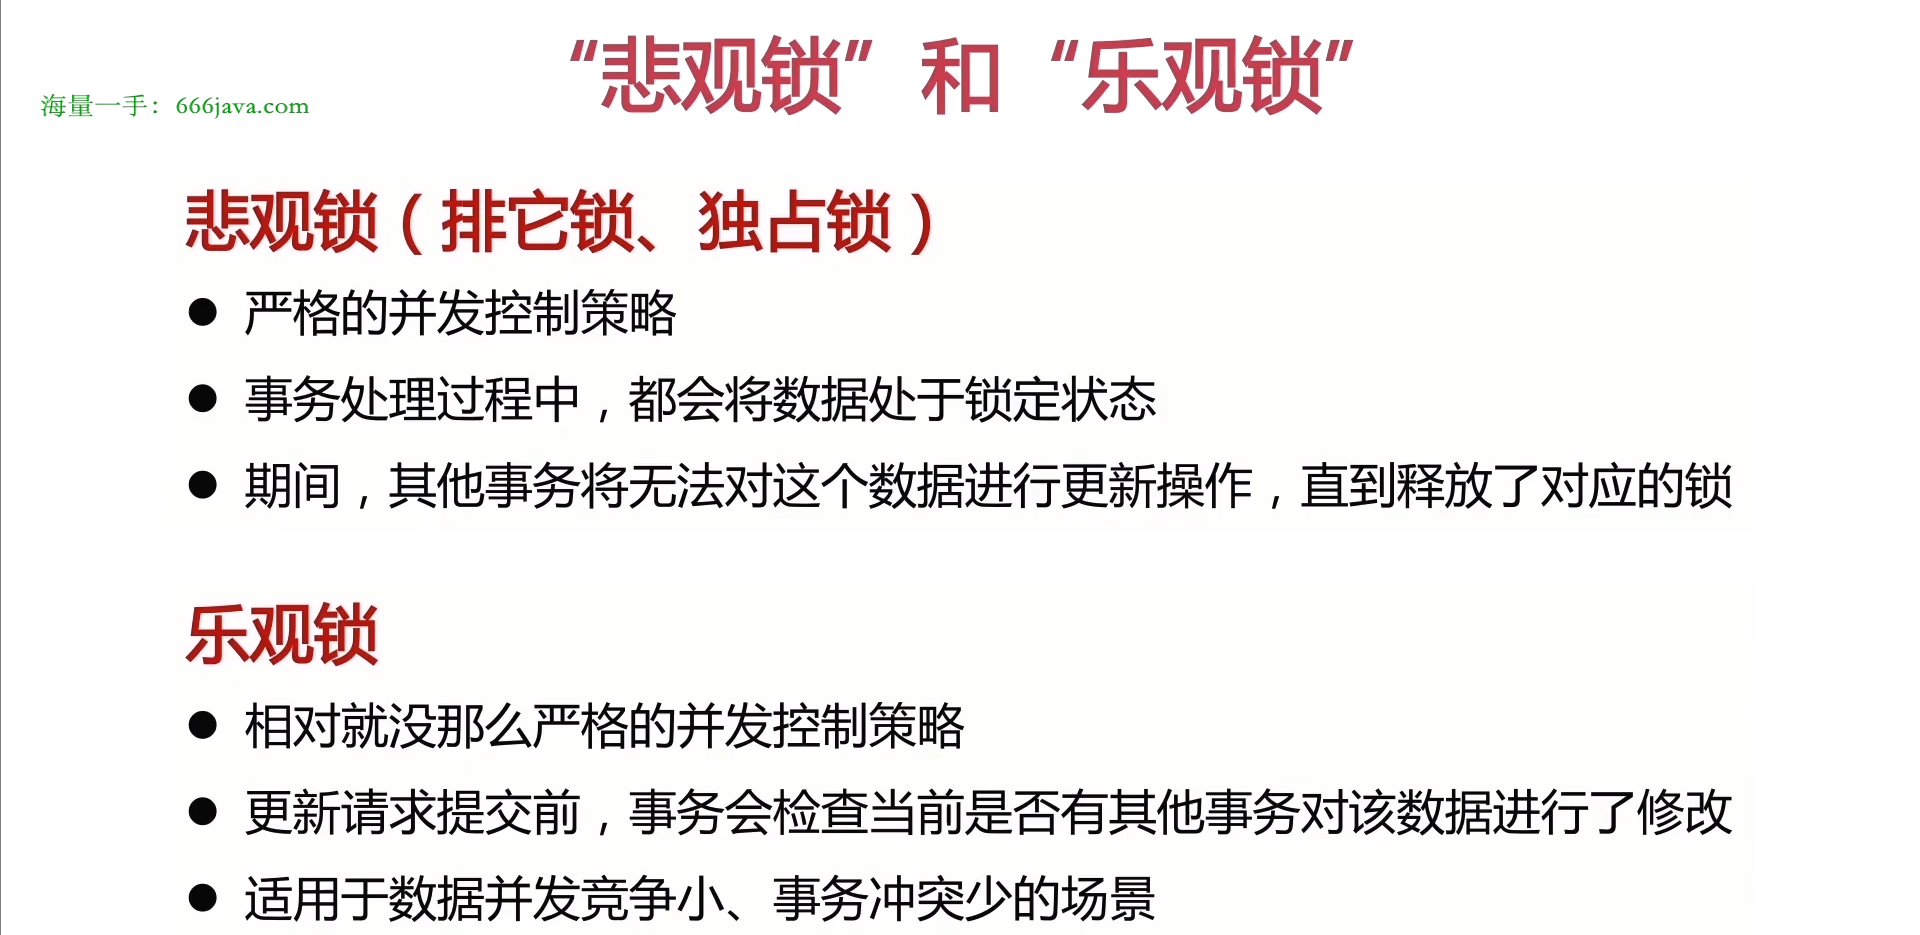 “悲观锁”和“乐观锁”
海量一手：666java.com
悲观锁（排它锁、独占锁）
● 严格的并发控制策略
● 事务处理过程中，都会将数据处于锁定状态
● 期间，其他事务将无法对这个数据进行更新操作，直到释放了对应的锁
乐观锁
● 相对就没那么严格的并发控制策略
● 更新请求提交前，事务会检查当前是否有其他事务对该数据进行了修改
● 适用于数据并发竞争小、事务冲突少的场景